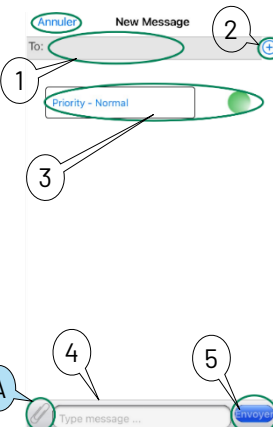 Annuler New Message
2
To:
1
Priority - Normal
3
4
5
A
Type message ...
Envoyer